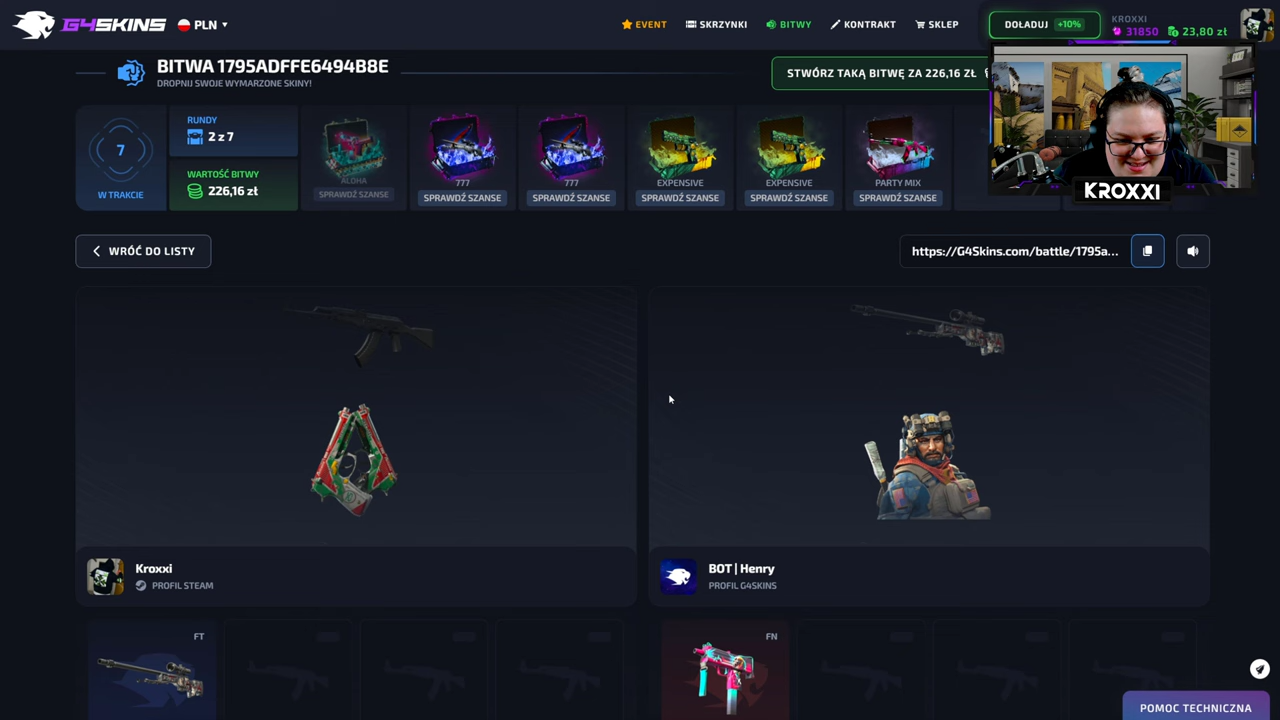 G4SKINS
PLN
EVENT
SKRZYNKI
BITWY
KONTRAKT
SKLEP
DOŁADUJ +10%
KROXXI
31850 23,80 zł
BITWA 1795ADFFE6494B8E
DROPNIJ SWOJE WYMARZONE SKINY!
STWÓRZ TAKĄ BITWĘ ZA 226,16 ZŁ
KROXXI
7
W TRAKCIE
RUNDY
2 z 7
WARTOŚĆ BITWY
226,16 zł
ALOHA
SPRAWDŹ SZANSE
777
SPRAWDŹ SZANSE
777
SPRAWDŹ SZANSE
EXPENSIVE
SPRAWDŹ SZANSE
EXPENSIVE
SPRAWDŹ SZANSE
PARTY MIX
SPRAWDŹ SZANSE
WRÓĆ DO LISTY
https://G4Skins.com/battle/1795a...
Kroxxi
PROFIL STEAM
BOT | Henry
PROFIL G4SKINS
FT
FN
POMOC TECHNICZNA